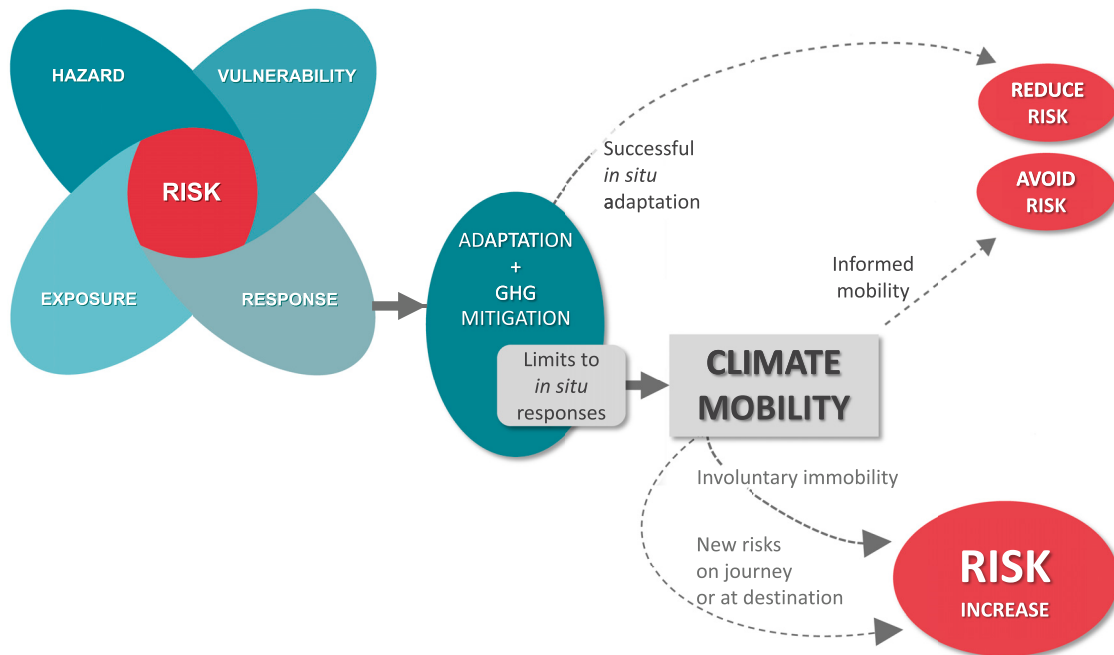 HAZARD
VULNERABILITY
RISK
EXPOSURE
RESPONSE
ADAPTATION
+
GHG
MITIGATION
Limits to
in situ
responses
Successful
in situ
adaptation
REDUCE
RISK
AVOID
RISK
Informed
mobility
CLIMATE
MOBILITY
Involuntary immobility
New risks
on journey
or at destination
RISK
INCREASE